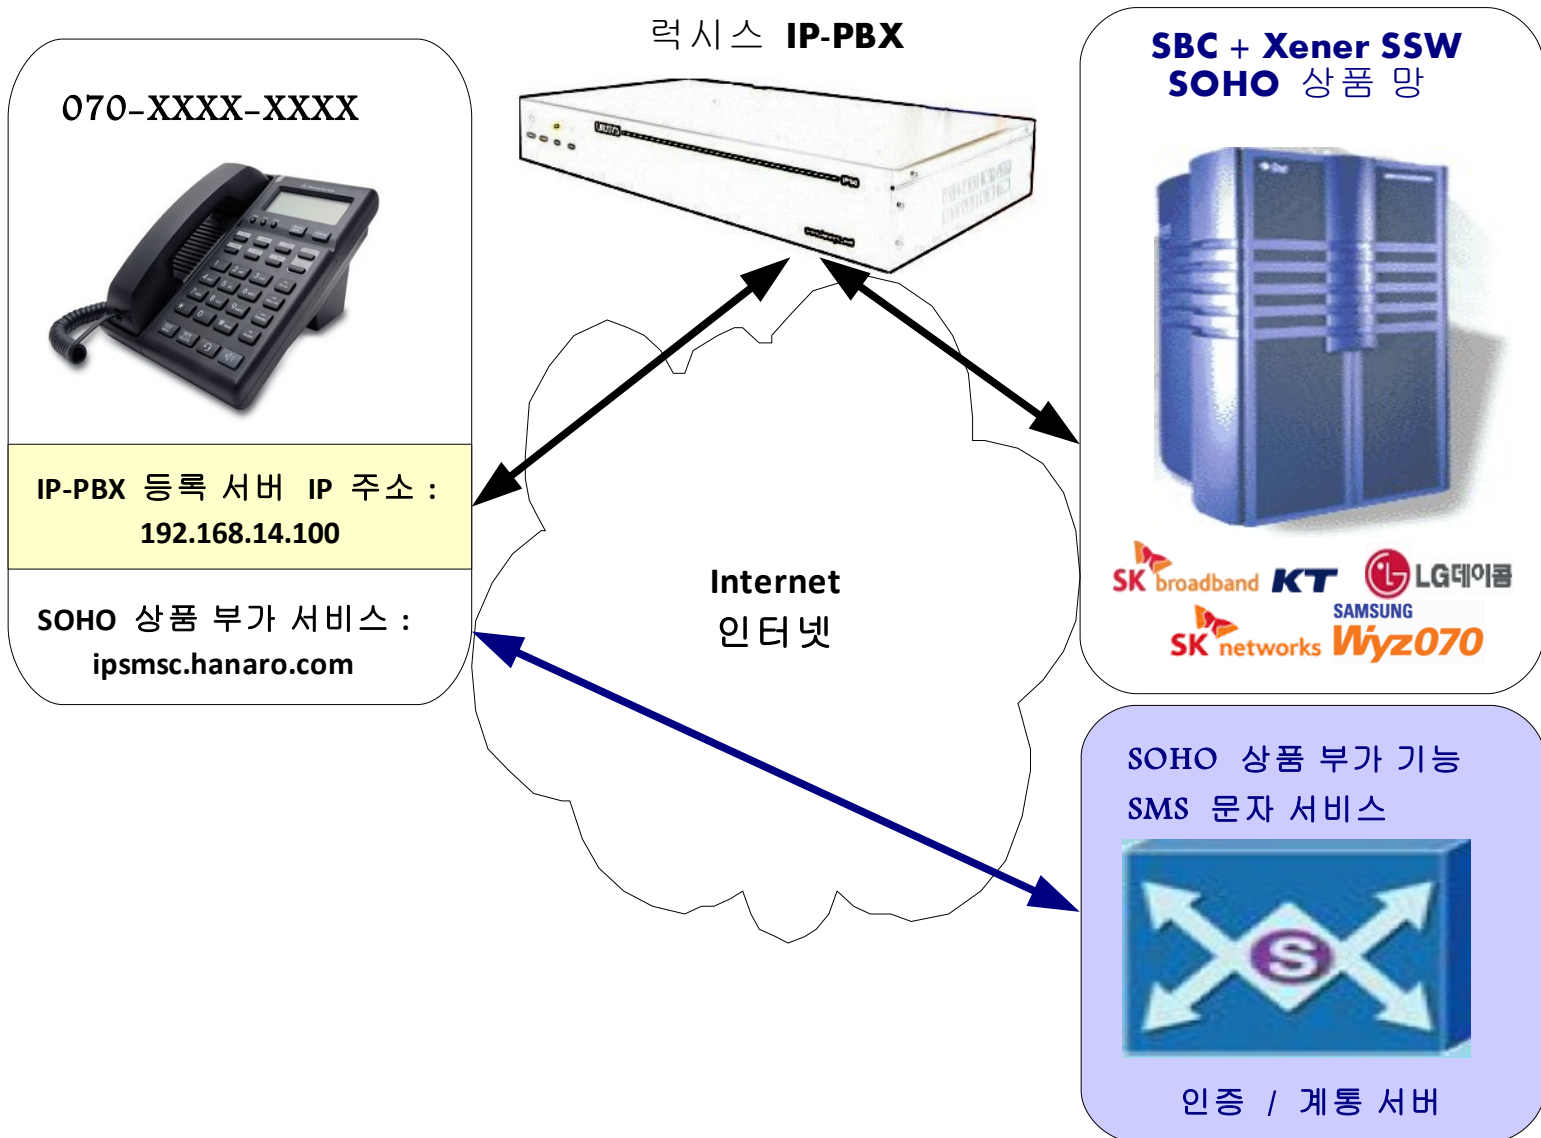 럭시스 IP-PBX
070-XXXX-XXXX
IP-PBX 등록 서버 IP 주소 :
192.168.14.100
SOHO 상품 부가 서비스 :
ipsmsc.hanaro.com
Internet
인터넷
SBC + Xener SSW
SOHO 상품 망
SK broadband KT LG데이콤
SK networks SAMSUNG Wyz070
SOHO 상품 부가 기능
SMS 문자 서비스
S
인증 / 계통 서버